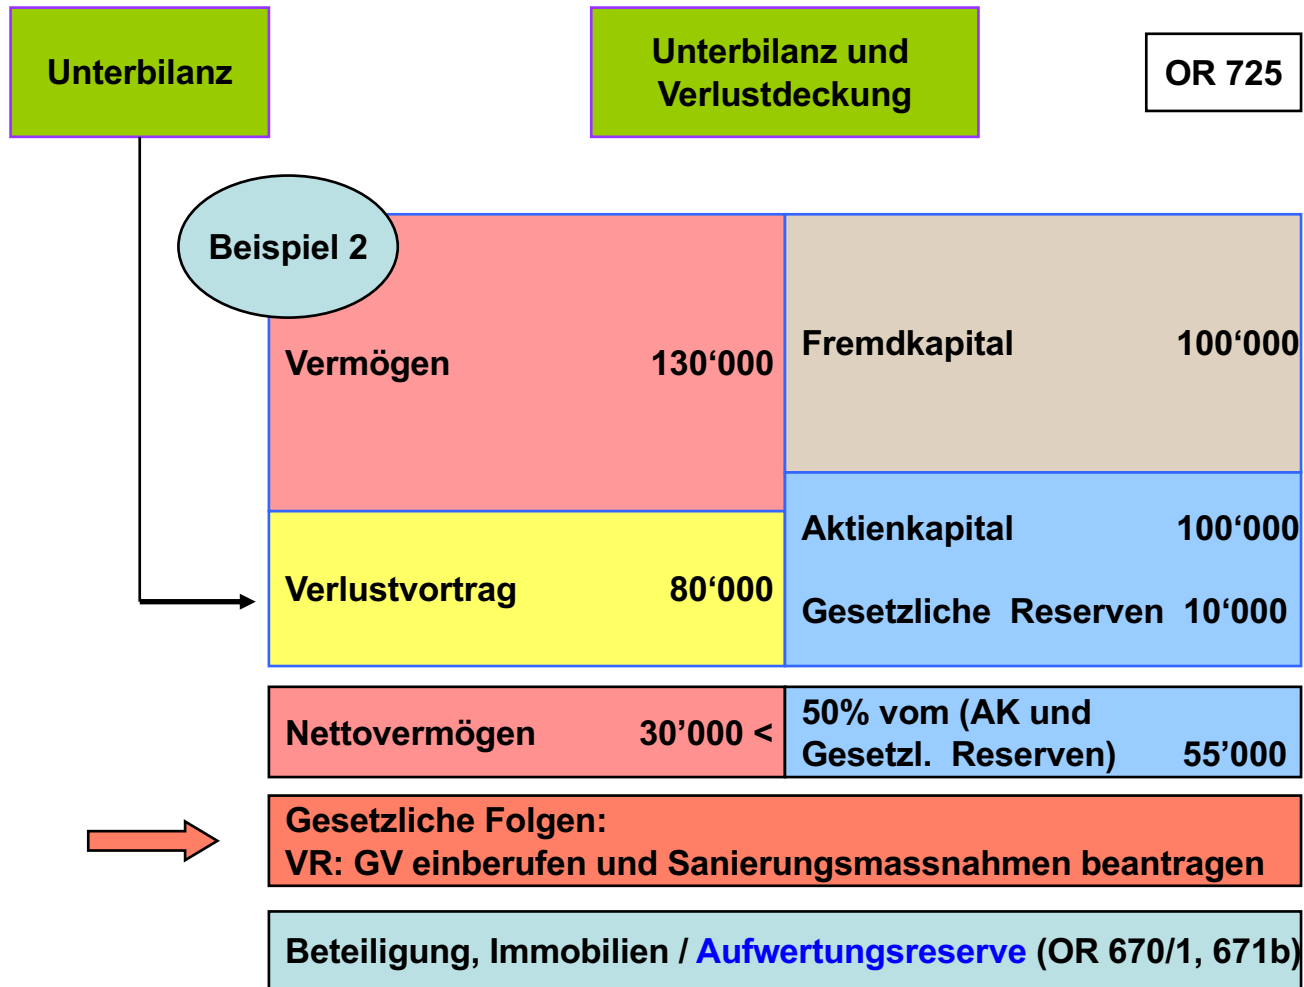 Unterbilanz
Unterbilanz und
Verlustdeckung
OR 725
Beispiel 2
Vermögen 130‘000
Fremdkapital 100‘000
Verlustvortrag 80‘000
Aktienkapital 100‘000
Gesetzliche Reserven 10‘000
Nettovermögen 30’000 <
50% vom (AK und
Gesetzl. Reserven) 55’000
Gesetzliche Folgen:
VR: GV einberufen und Sanierungsmassnahmen beantragen
Beteiligung, Immobilien / Aufwertungsreserve (OR 670/1, 671b)